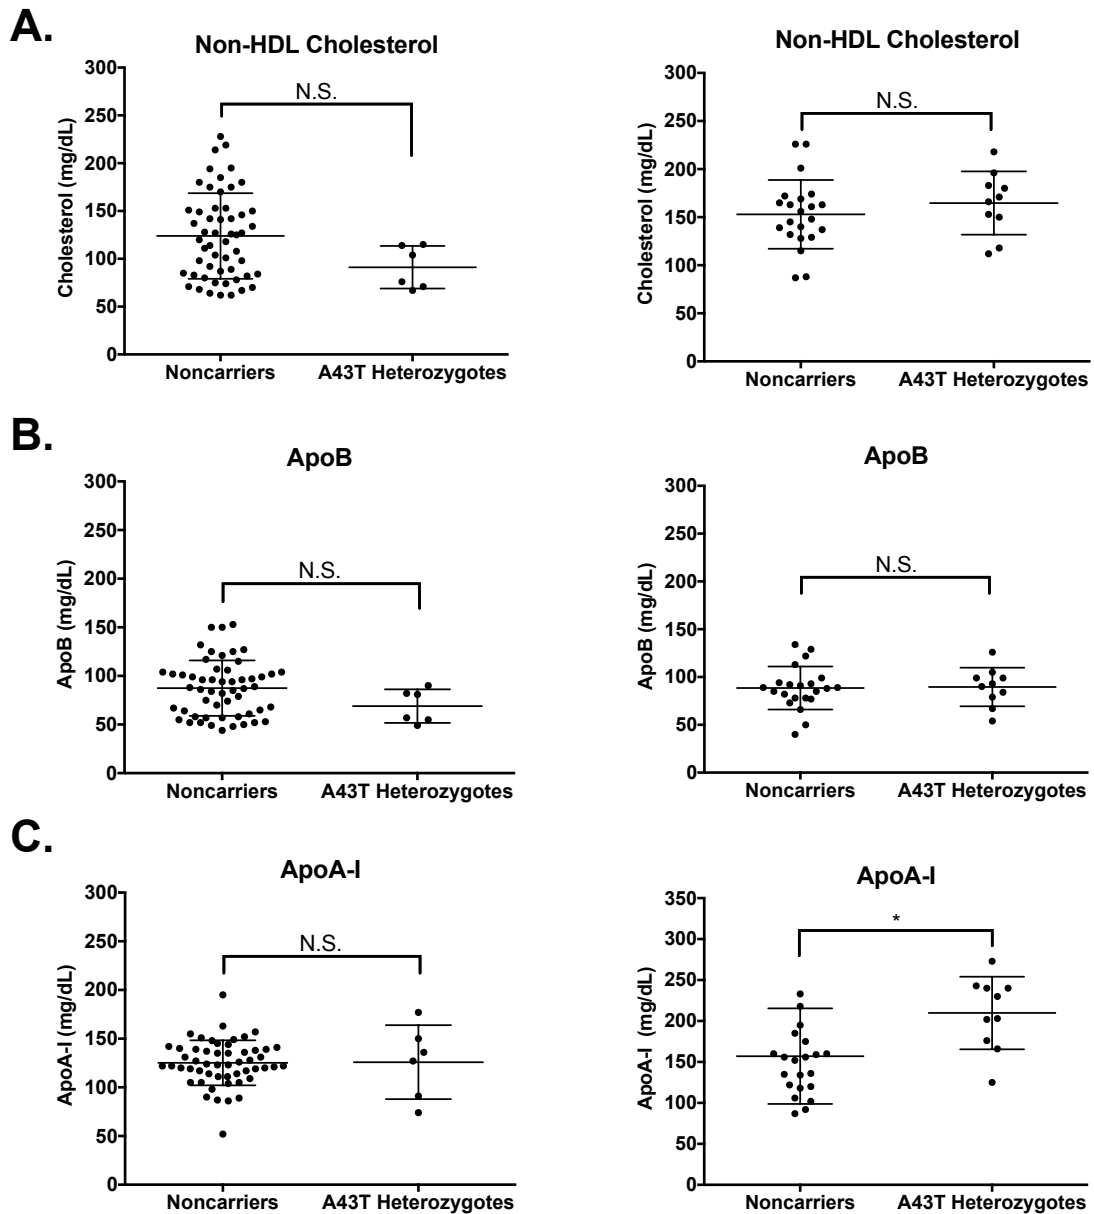 A.
Non-HDL Cholesterol
Cholesterol (mg/dL)
300
250
200
150
100
50
0
N.S.
Noncarriers
A43T Heterozygotes
Non-HDL Cholesterol
Cholesterol (mg/dL)
300
250
200
150
100
50
0
N.S.
Noncarriers
A43T Heterozygotes
B.
ApoB
ApoB (mg/dL)
300
250
200
150
100
50
0
N.S.
Noncarriers
A43T Heterozygotes
ApoB
ApoB (mg/dL)
300
250
200
150
100
50
0
N.S.
Noncarriers
A43T Heterozygotes
C.
ApoA-I
ApoA-I (mg/dL)
300
250
200
150
100
50
0
N.S.
Noncarriers
A43T Heterozygotes
ApoA-I
ApoA-I (mg/dL)
350
300
250
200
150
100
50
0
*
Noncarriers
A43T Heterozygotes